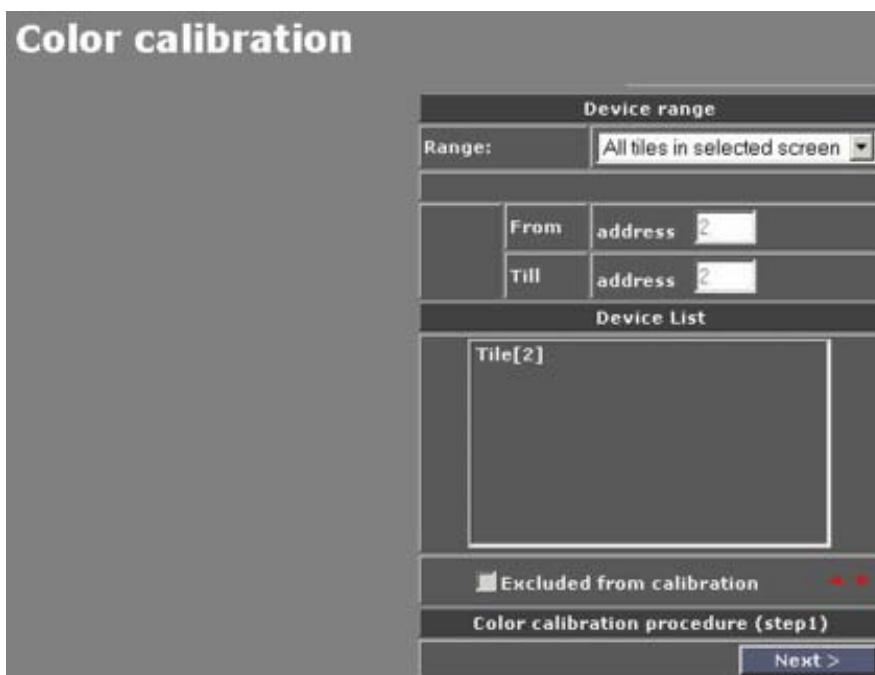 Color calibration
Device range
Range: All tiles in selected screen
From address 2
Till address 2
Device List
Tile[2]
Excluded from calibration
Color calibration procedure (step1)
Next >